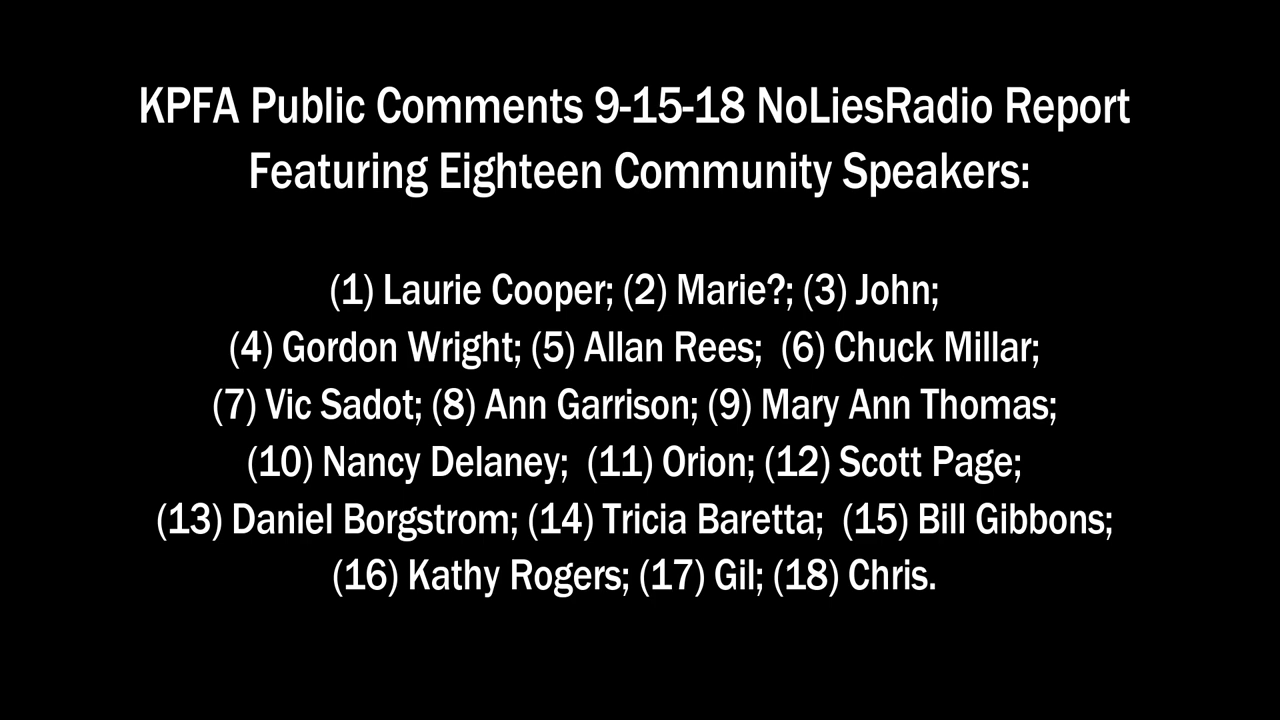 KPFA Public Comments 9-15-18 NoLiesRadio Report
Featuring Eighteen Community Speakers:
(1) Laurie Cooper; (2) Marie?; (3) John;
(4) Gordon Wright; (5) Allan Rees;  (6) Chuck Millar;
(7) Vic Sadot; (8) Ann Garrison; (9) Mary Ann Thomas;
(10) Nancy Delaney;  (11) Orion; (12) Scott Page;
(13) Daniel Borgstrom; (14) Tricia Baretta;  (15) Bill Gibbons;
(16) Kathy Rogers; (17) Gil; (18) Chris.